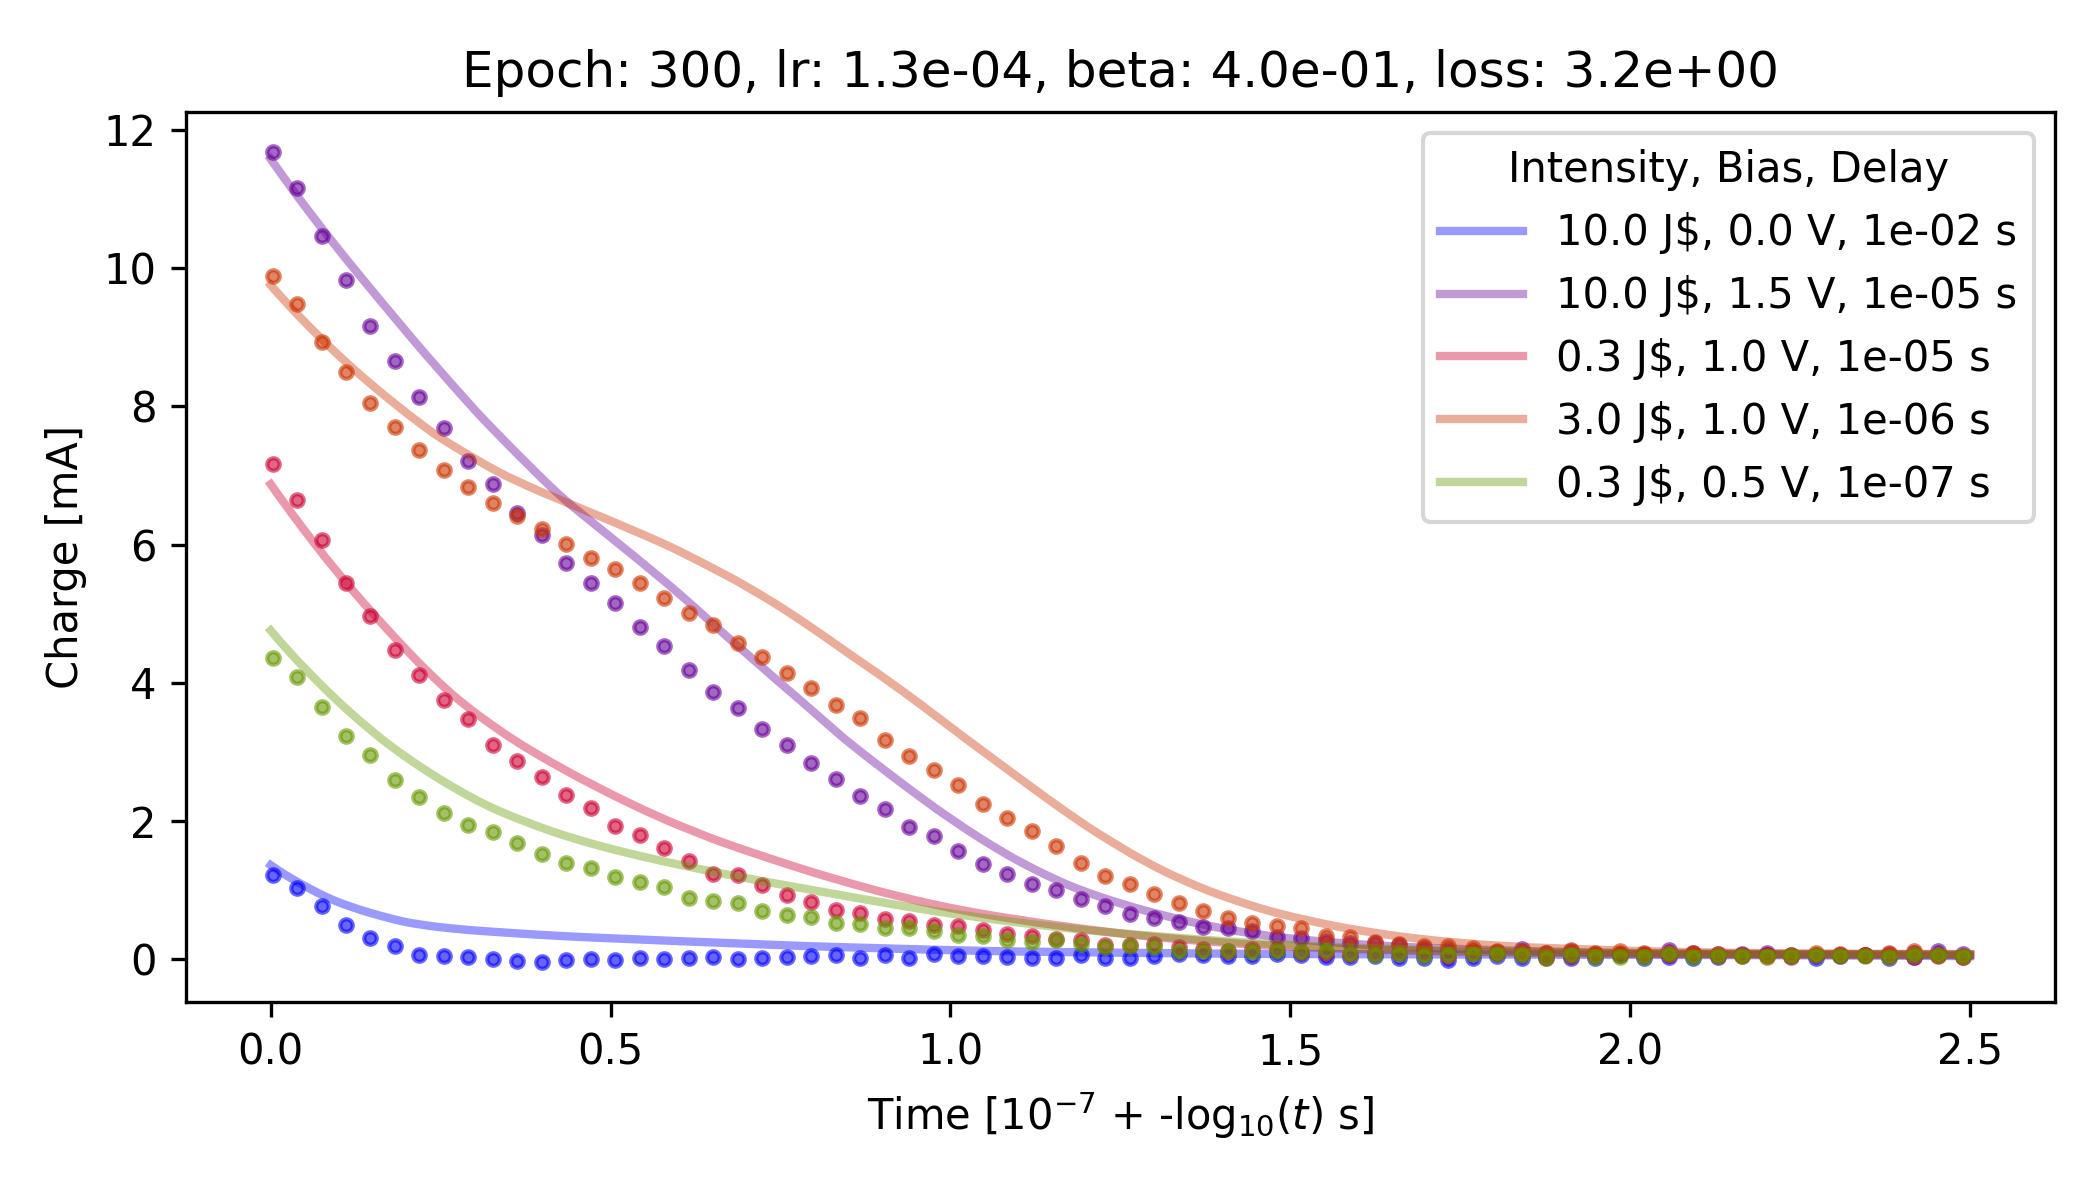 Epoch: 300, lr: 1.3e-04, beta: 4.0e-01, loss: 3.2e+00
Charge [mA]
12
10
8
6
4
2
0
Intensity, Bias, Delay
10.0 J$, 0.0 V, 1e-02 s
10.0 J$, 1.5 V, 1e-05 s
0.3 J$, 1.0 V, 1e-05 s
3.0 J$, 1.0 V, 1e-06 s
0.3 J$, 0.5 V, 1e-07 s
0.0 0.5 1.0 1.5 2.0 2.5
Time [10⁻⁷ + -log₁₀(t) s]